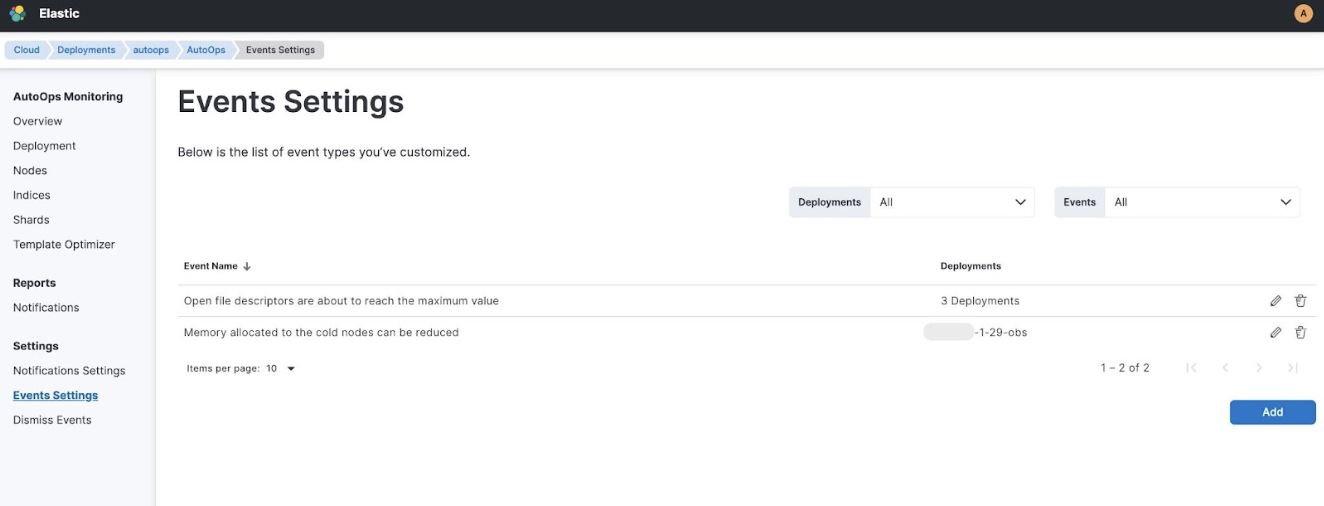 Elastic
A
Cloud Deployments autoops AutoOps Events Settings
AutoOps Monitoring
Overview
Deployment
Nodes
Indices
Shards
Template Optimizer
Reports
Notifications
Settings
Notifications Settings
Events Settings
Dismiss Events
Events Settings
Below is the list of event types you’ve customized.
Deployments All Events All
Event Name Deployments
Open file descriptors are about to reach the maximum value 3 Deployments
Memory allocated to the cold nodes can be reduced -1-29-obs
Items per page: 10 1 – 2 of 2
Add